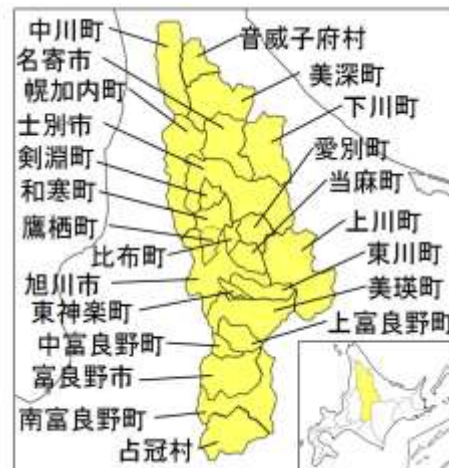 中川町
音威子府村
名寄市
美深町
幌加内町
下川町
士別市
愛別町
剣淵町
当麻町
和寒町
上川町
鷹栖町
比布町
東川町
旭川市
美瑛町
東神楽町
上富良野町
中富良野町
富良野市
南富良野町
占冠村